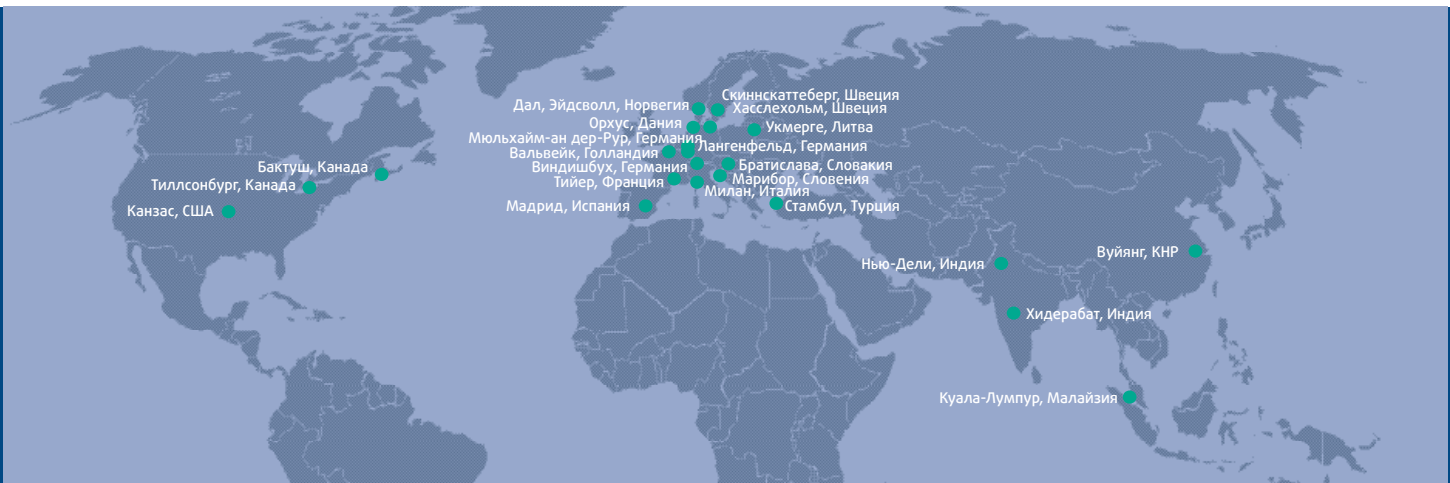 Скиннскаттеберг, Швеция
Дал, Эйдсволл, Норвегия
Хасслехольм, Швеция
Орхус, Дания
Укмерге, Литва
Мюльхайм-ан дер-Рур, Германия
Лангенфельд, Германия
Вальвейк, Голландия
Бактуш, Канада
Виндишбух, Германия
Братислава, Словакия
Тиллсонбург, Канада
Тийер, Франция
Марибор, Словения
Милан, Италия
Канзас, США
Мадрид, Испания
Стамбул, Турция
Вуйянг, КНР
Нью-Дели, Индия
Хидерабат, Индия
Куала-Лумпур, Малайзия